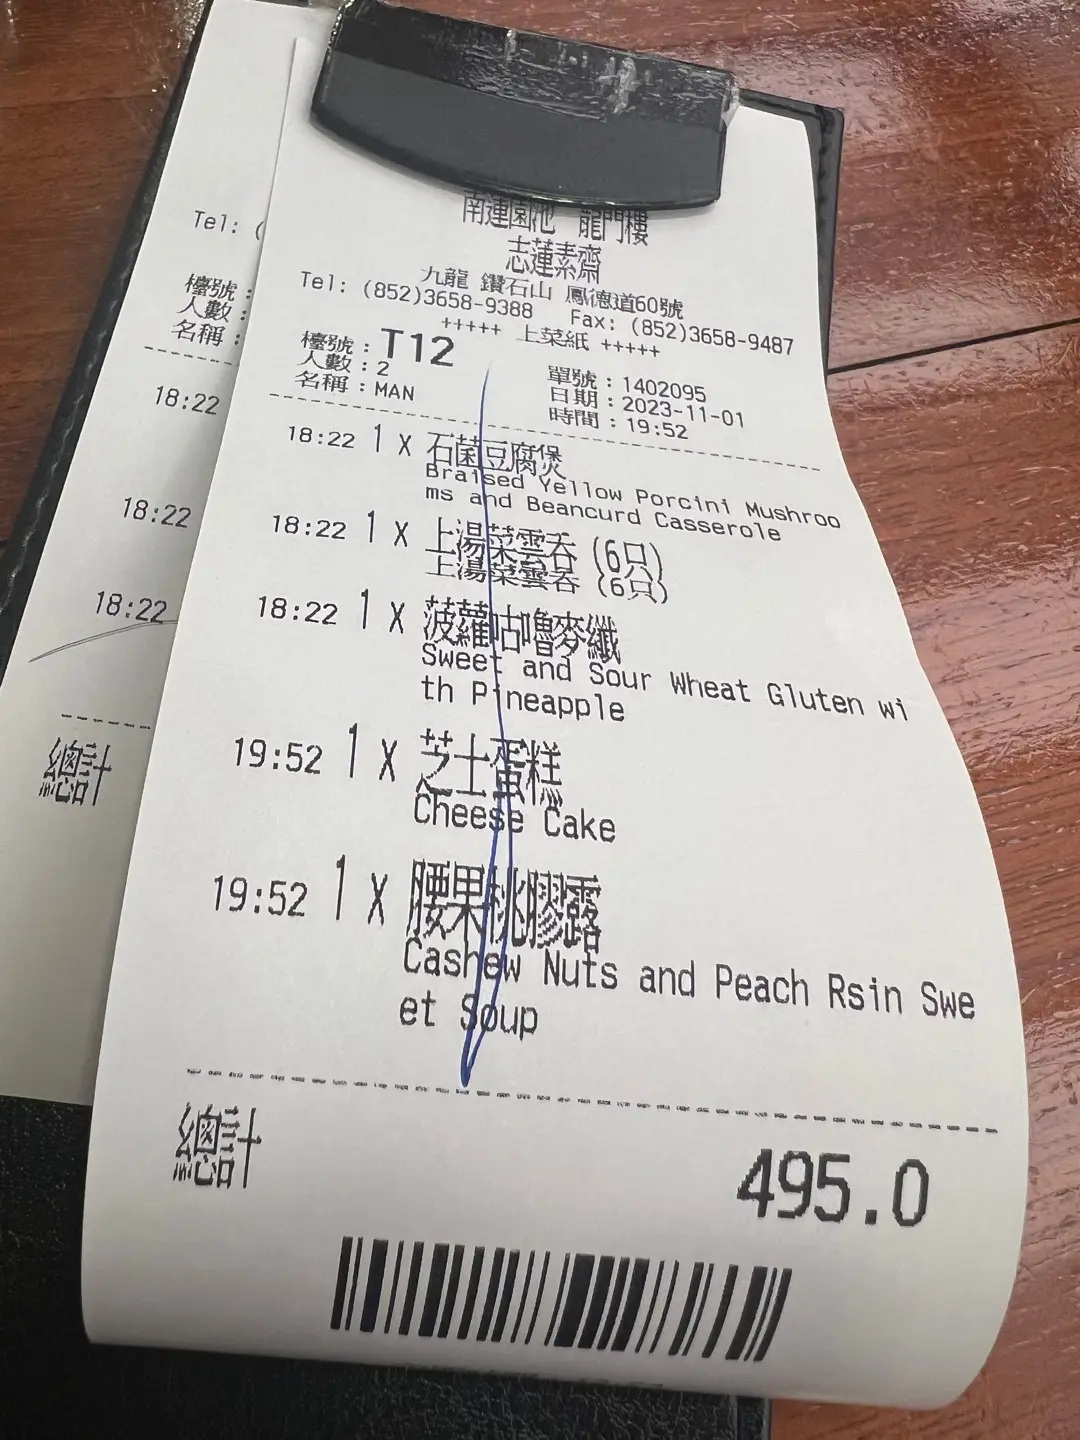 南蓮園池 龍門樓
志蓮素齋
九龍 鑽石山 鳳德道60號
Tel: (852)3658-9388 Fax: (852)3658-9487
+++++ 上菜紙 +++++
檯號：T12
人數：2
名稱：MAN
單號：1402095
日期：2023-11-01
時間：19:52
18:22 1 X 石菌豆腐煲
Braised Yellow Porcini Mushroo
ms and Beancurd Casserole
18:22 1 X 上湯菜雲吞 (6只)
上湯菜雲吞 (6只)
18:22 1 X 菠蘿咕嚕麥纖
Sweet and Sour Wheat Gluten wi
th Pineapple
19:52 1 X 芝士蛋糕
Cheese Cake
19:52 1 X 腰果桃膠露
Cashew Nuts and Peach Rsin Swe
et Soup
總計 495.0
Tel: (
檯號：
人數：
名稱：
18:22
18:22
18:22
總計